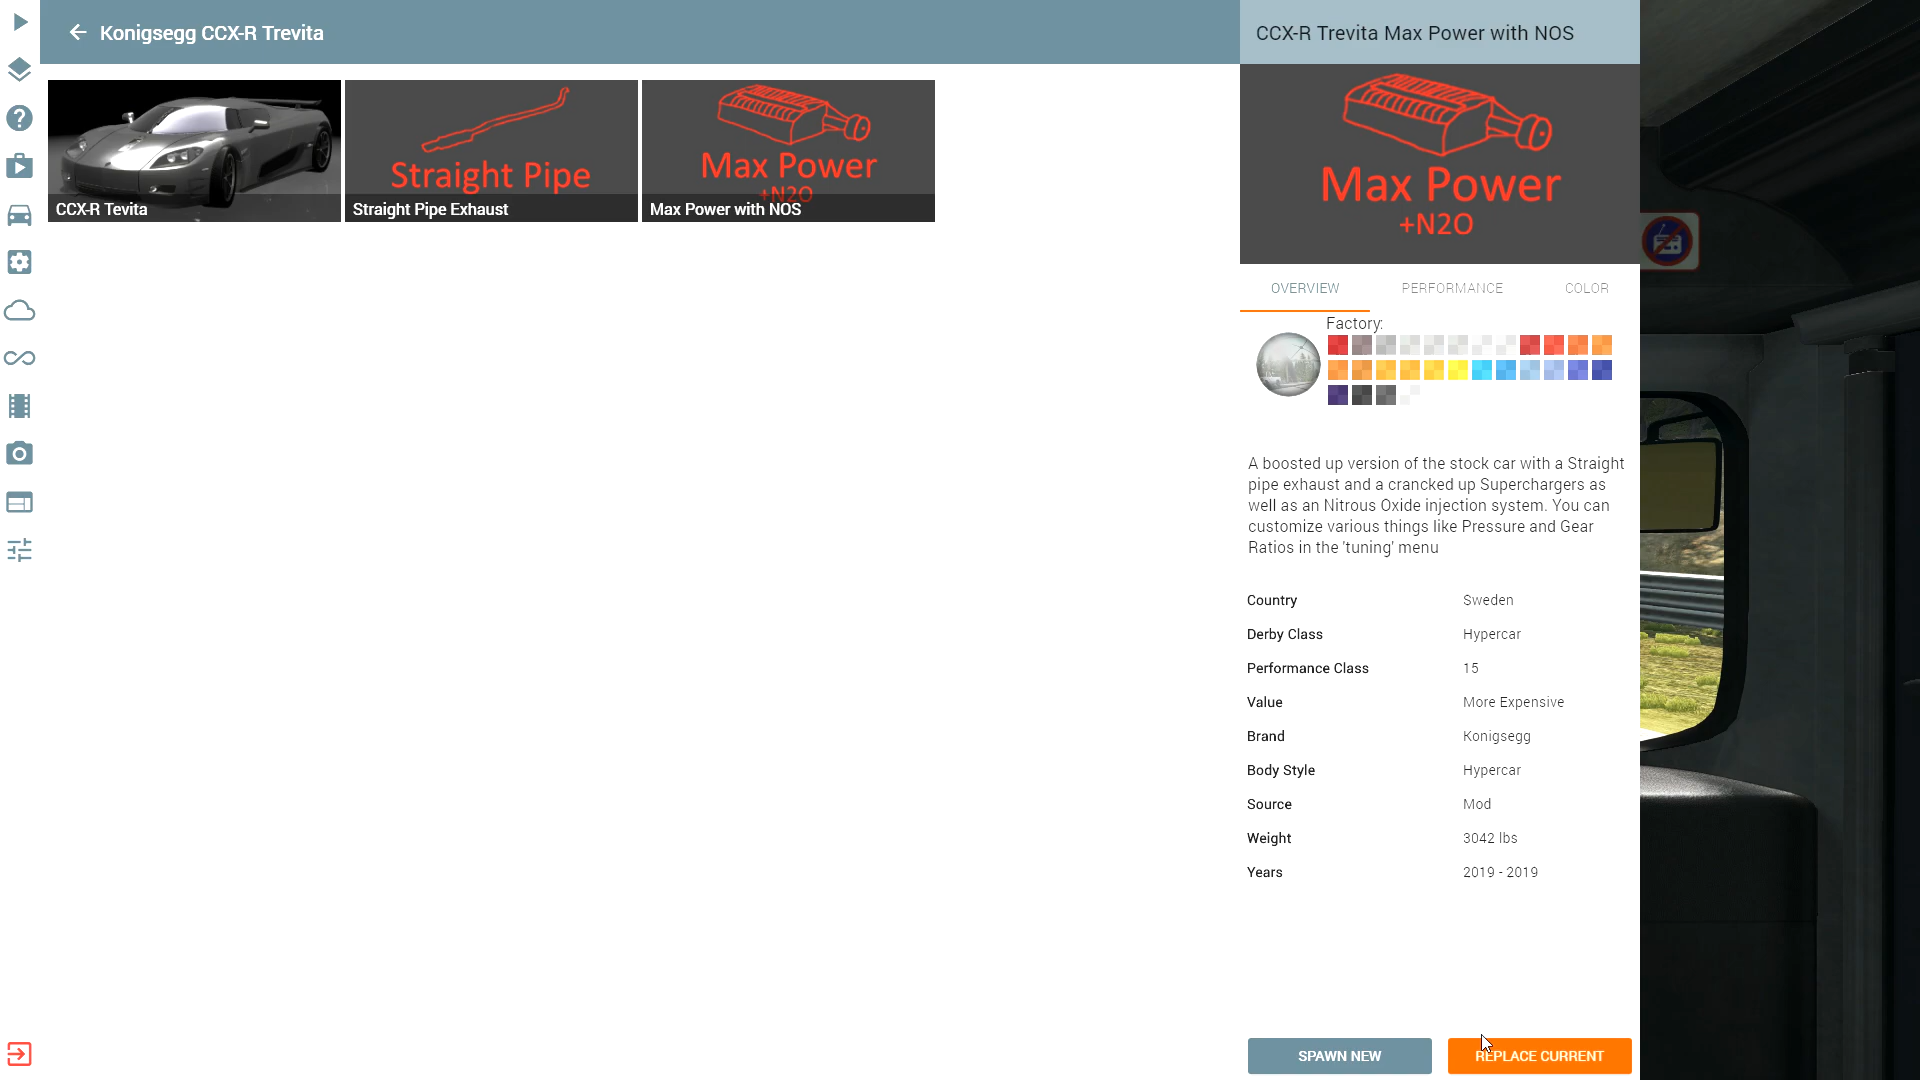 Konigsegg CCX-R Trevita
CCX-R Trevita Max Power with NOS
CCX-R Tevita
Straight Pipe
Straight Pipe Exhaust
Max Power
+N2O
Max Power with NOS
Max Power
+N2O
OVERVIEW
PERFORMANCE
COLOR
Factory:
A boosted up version of the stock car with a Straight
pipe exhaust and a crancked up Superchargers as
well as an Nitrous Oxide injection system. You can
customize various things like Pressure and Gear
Ratios in the 'tuning' menu
Country Sweden
Derby Class Hypercar
Performance Class 15
Value More Expensive
Brand Konigsegg
Body Style Hypercar
Source Mod
Weight 3042 lbs
Years 2019 - 2019
SPAWN NEW
REPLACE CURRENT